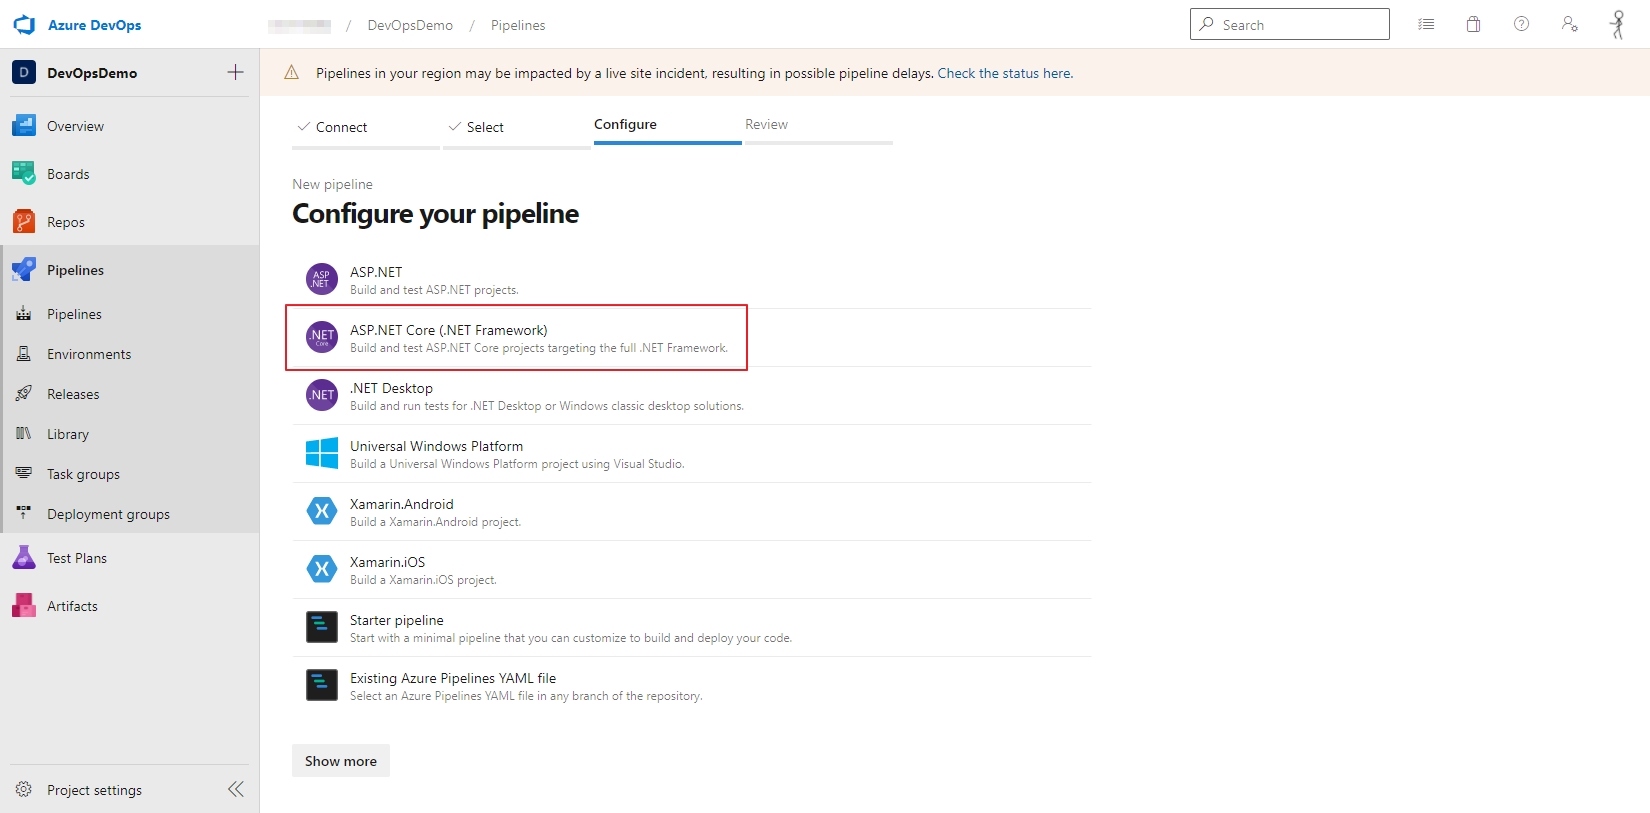 Azure DevOps
/ DevOpsDemo / Pipelines
Search
D DevOpsDemo
Pipelines in your region may be impacted by a live site incident, resulting in possible pipeline delays. Check the status here.
Overview
Boards
Repos
Pipelines
Pipelines
Environments
Releases
Library
Task groups
Deployment groups
Test Plans
Artifacts
Project settings
Connect
Select
Configure
Review
New pipeline
Configure your pipeline
ASP
.NET
ASP.NET
Build and test ASP.NET projects.
.NET
Core
ASP.NET Core (.NET Framework)
Build and test ASP.NET Core projects targeting the full .NET Framework.
.NET
.NET Desktop
Build and run tests for .NET Desktop or Windows classic desktop solutions.
Universal Windows Platform
Build a Universal Windows Platform project using Visual Studio.
Xamarin.Android
Build a Xamarin.Android project.
Xamarin.iOS
Build a Xamarin.iOS project.
Starter pipeline
Start with a minimal pipeline that you can customize to build and deploy your code.
Existing Azure Pipelines YAML file
Select an Azure Pipelines YAML file in any branch of the repository.
Show more